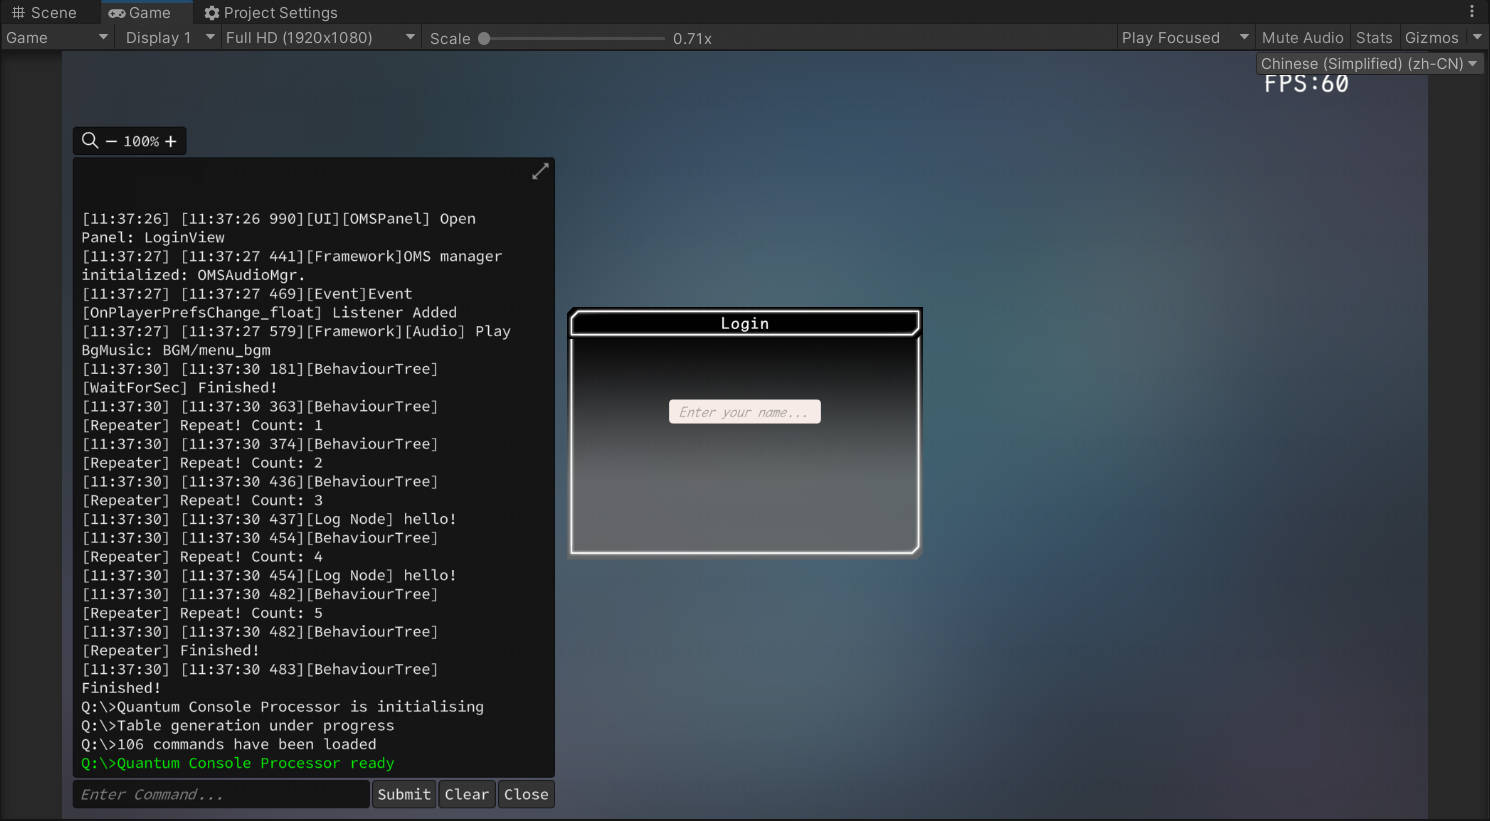 Scene Game Project Settings
Game Display 1 Full HD (1920x1080) Scale 0.71x Play Focused Mute Audio Stats Gizmos
Chinese (Simplified) (zh-CN)
FPS:60
100%
[11:37:26] [11:37:26 990][UI][OMSPanel] Open
Panel: LoginView
[11:37:27] [11:37:27 441][Framework]OMS manager
initialized: OMSAudioMgr.
[11:37:27] [11:37:27 469][Event]Event
[OnPlayerPrefsChange_float] Listener Added
[11:37:27] [11:37:27 579][Framework][Audio] Play
BgMusic: BGM/menu_bgm
[11:37:30] [11:37:30 181][BehaviourTree]
[WaitForSec] Finished!
[11:37:30] [11:37:30 363][BehaviourTree]
[Repeater] Repeat! Count: 1
[11:37:30] [11:37:30 374][BehaviourTree]
[Repeater] Repeat! Count: 2
[11:37:30] [11:37:30 436][BehaviourTree]
[Repeater] Repeat! Count: 3
[11:37:30] [11:37:30 437][Log Node] hello!
[11:37:30] [11:37:30 454][BehaviourTree]
[Repeater] Repeat! Count: 4
[11:37:30] [11:37:30 454][Log Node] hello!
[11:37:30] [11:37:30 482][BehaviourTree]
[Repeater] Repeat! Count: 5
[11:37:30] [11:37:30 482][BehaviourTree]
[Repeater] Finished!
[11:37:30] [11:37:30 483][BehaviourTree]
Finished!
Q:\>Quantum Console Processor is initialising
Q:\>Table generation under progress
Q:\>106 commands have been loaded
Q:\>Quantum Console Processor ready
Enter Command... Submit Clear Close
Login
Enter your name...